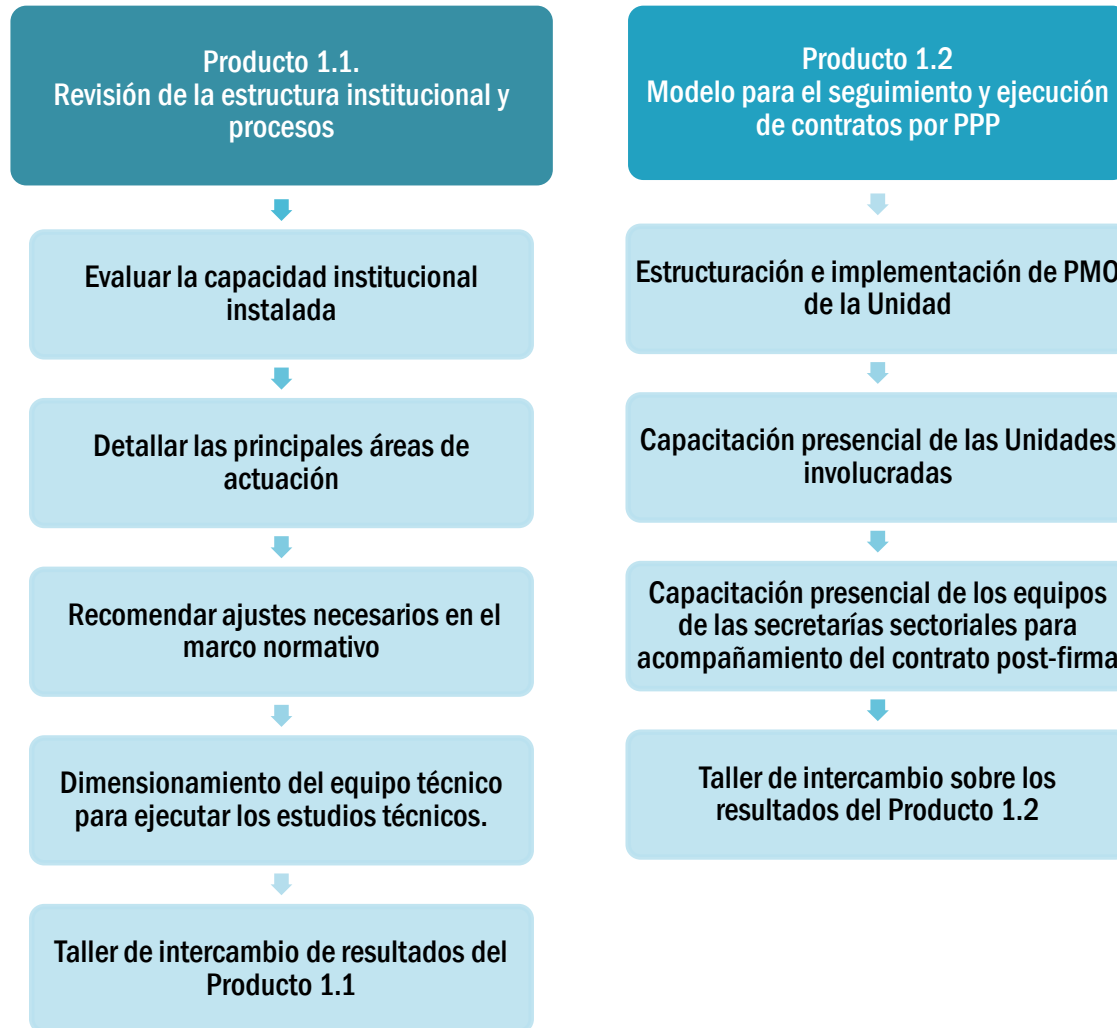 Producto 1.1.
Revisión de la estructura institucional y
procesos
Evaluar la capacidad institucional
instalada
Detallar las principales áreas de
actuación
Recomendar ajustes necesarios en el
marco normativo
Dimensionamiento del equipo técnico
para ejecutar los estudios técnicos.
Taller de intercambio de resultados del
Producto 1.1
Producto 1.2
Modelo para el seguimiento y ejecución
de contratos por PPP
Estructuración e implementación de PMO
de la Unidad
Capacitación presencial de las Unidades
involucradas
Capacitación presencial de los equipos
de las secretarías sectoriales para
acompañamiento del contrato post-firma
Taller de intercambio sobre los
resultados del Producto 1.2